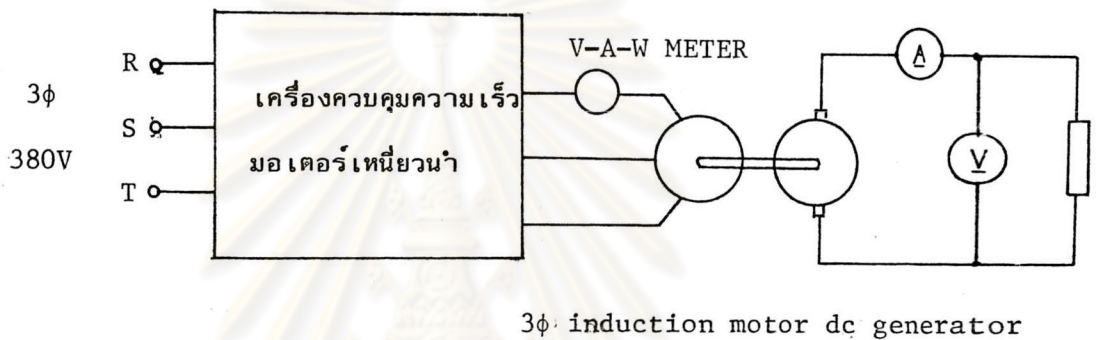 V-A-W METER
R
3ϕ
S
380V
T
เครื่องควบคุมความเร็ว
มอเตอร์เหนี่ยวนำ
A
V
3ϕ induction motor dc generator